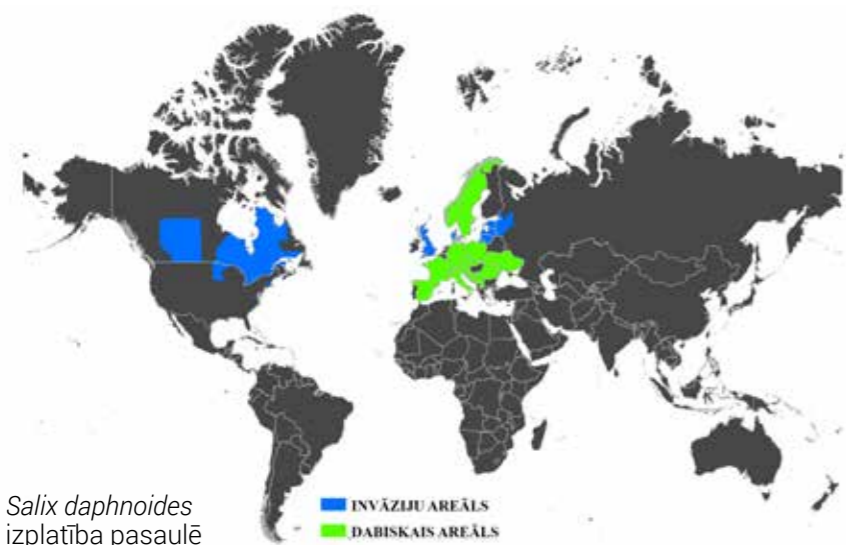 Salix daphnoides
izplatība pasaulē
INVĀZIJU AREĀLS
DABISKAIS AREĀLS